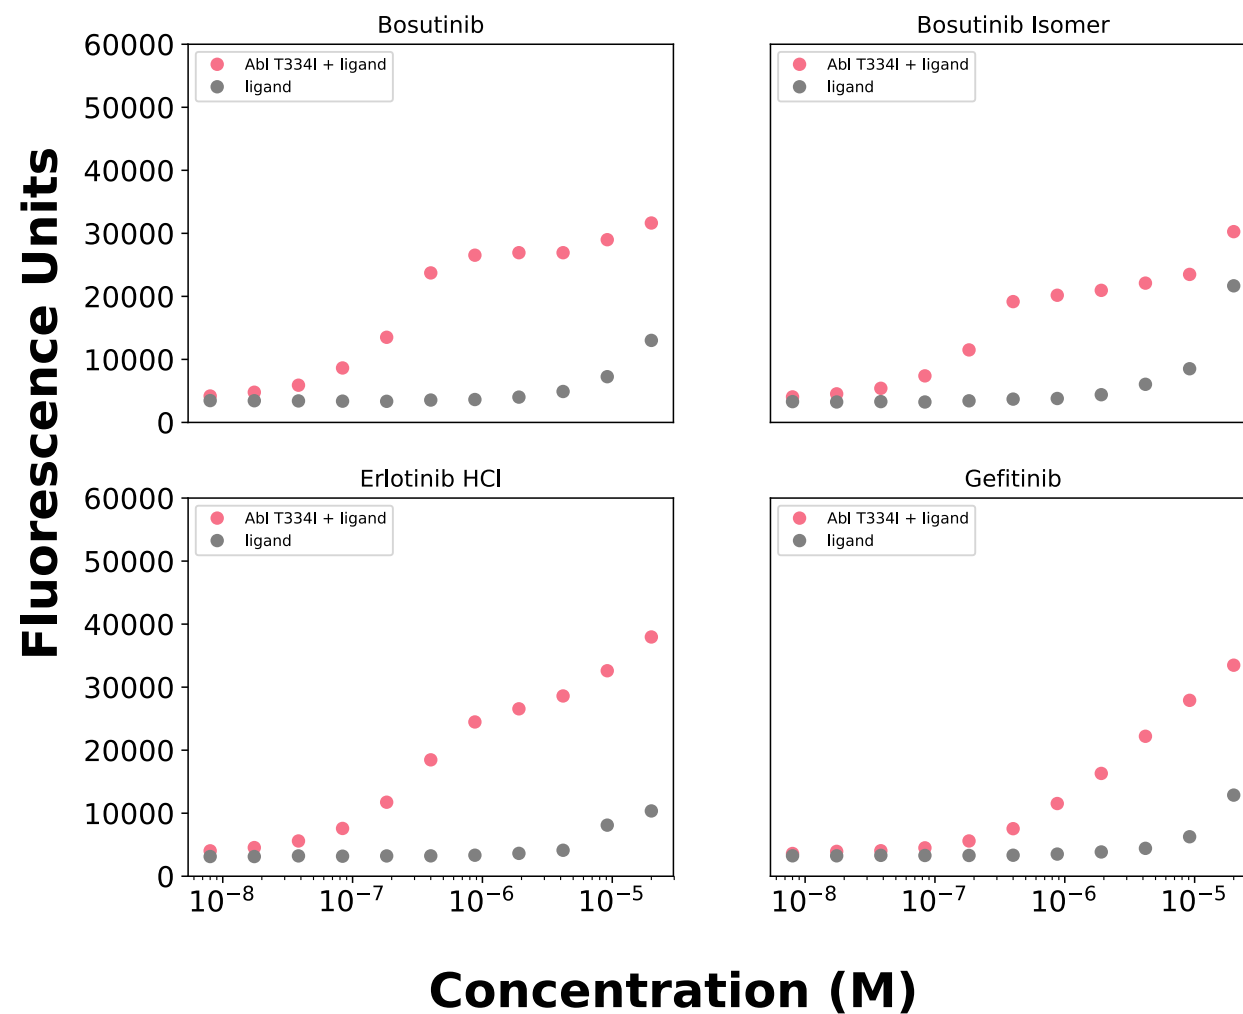 Bosutinib
Bosutinib Isomer
60000
50000
40000
30000
20000
10000
0
Abl T334I + ligand
ligand
Abl T334I + ligand
ligand
Fluorescence Units
Erlotinib HCl
Gefitinib
60000
50000
40000
30000
20000
10000
0
Abl T334I + ligand
ligand
Abl T334I + ligand
ligand
10⁻⁸ 10⁻⁷ 10⁻⁶ 10⁻⁵
10⁻⁸ 10⁻⁷ 10⁻⁶ 10⁻⁵
Concentration (M)